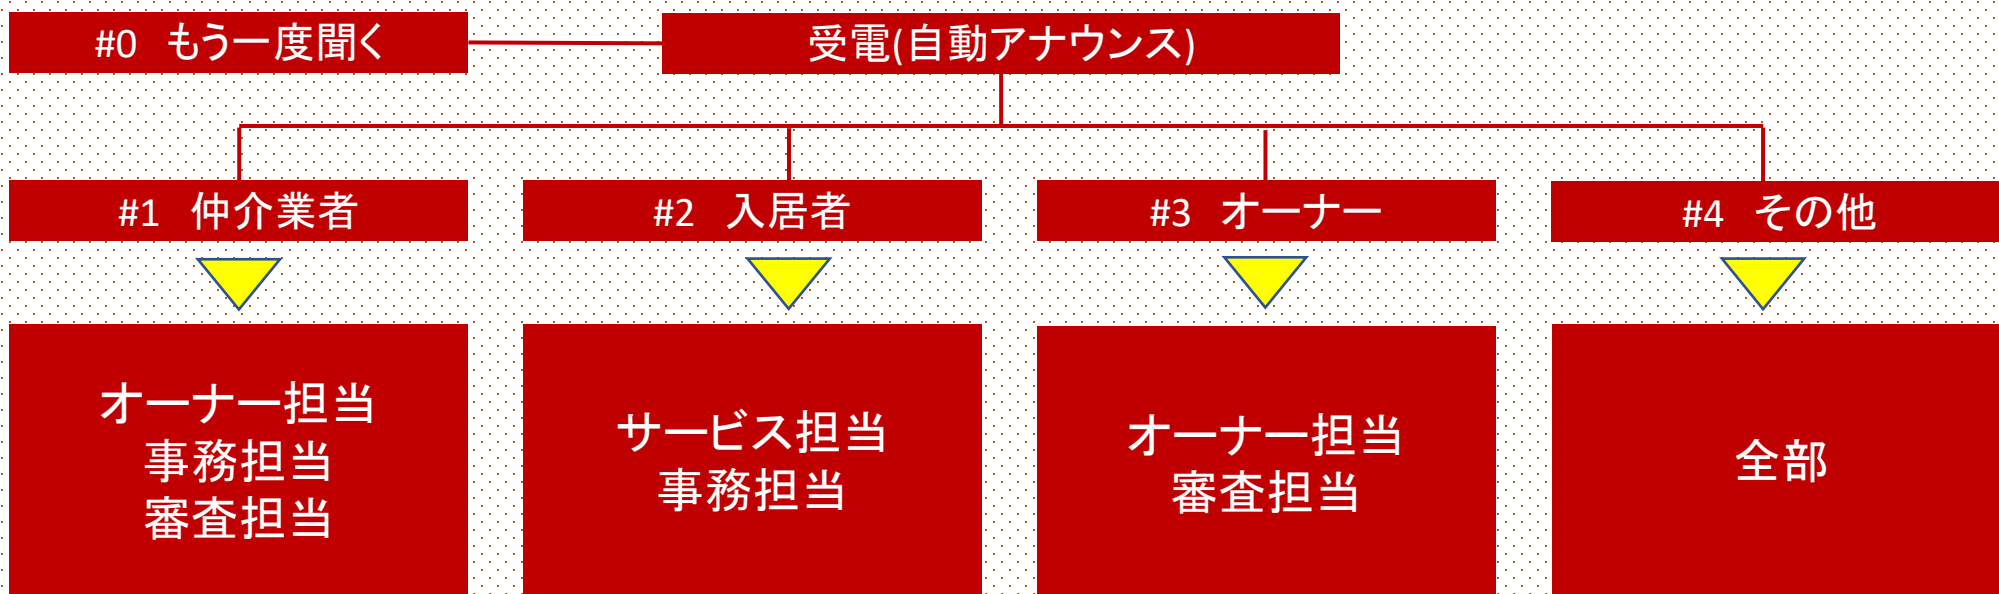 #0　もう一度聞く
受電(自動アナウンス)
#1　仲介業者
#2　入居者
#3　オーナー
#4　その他
オーナー担当
事務担当
審査担当
サービス担当
事務担当
オーナー担当
審査担当
全部